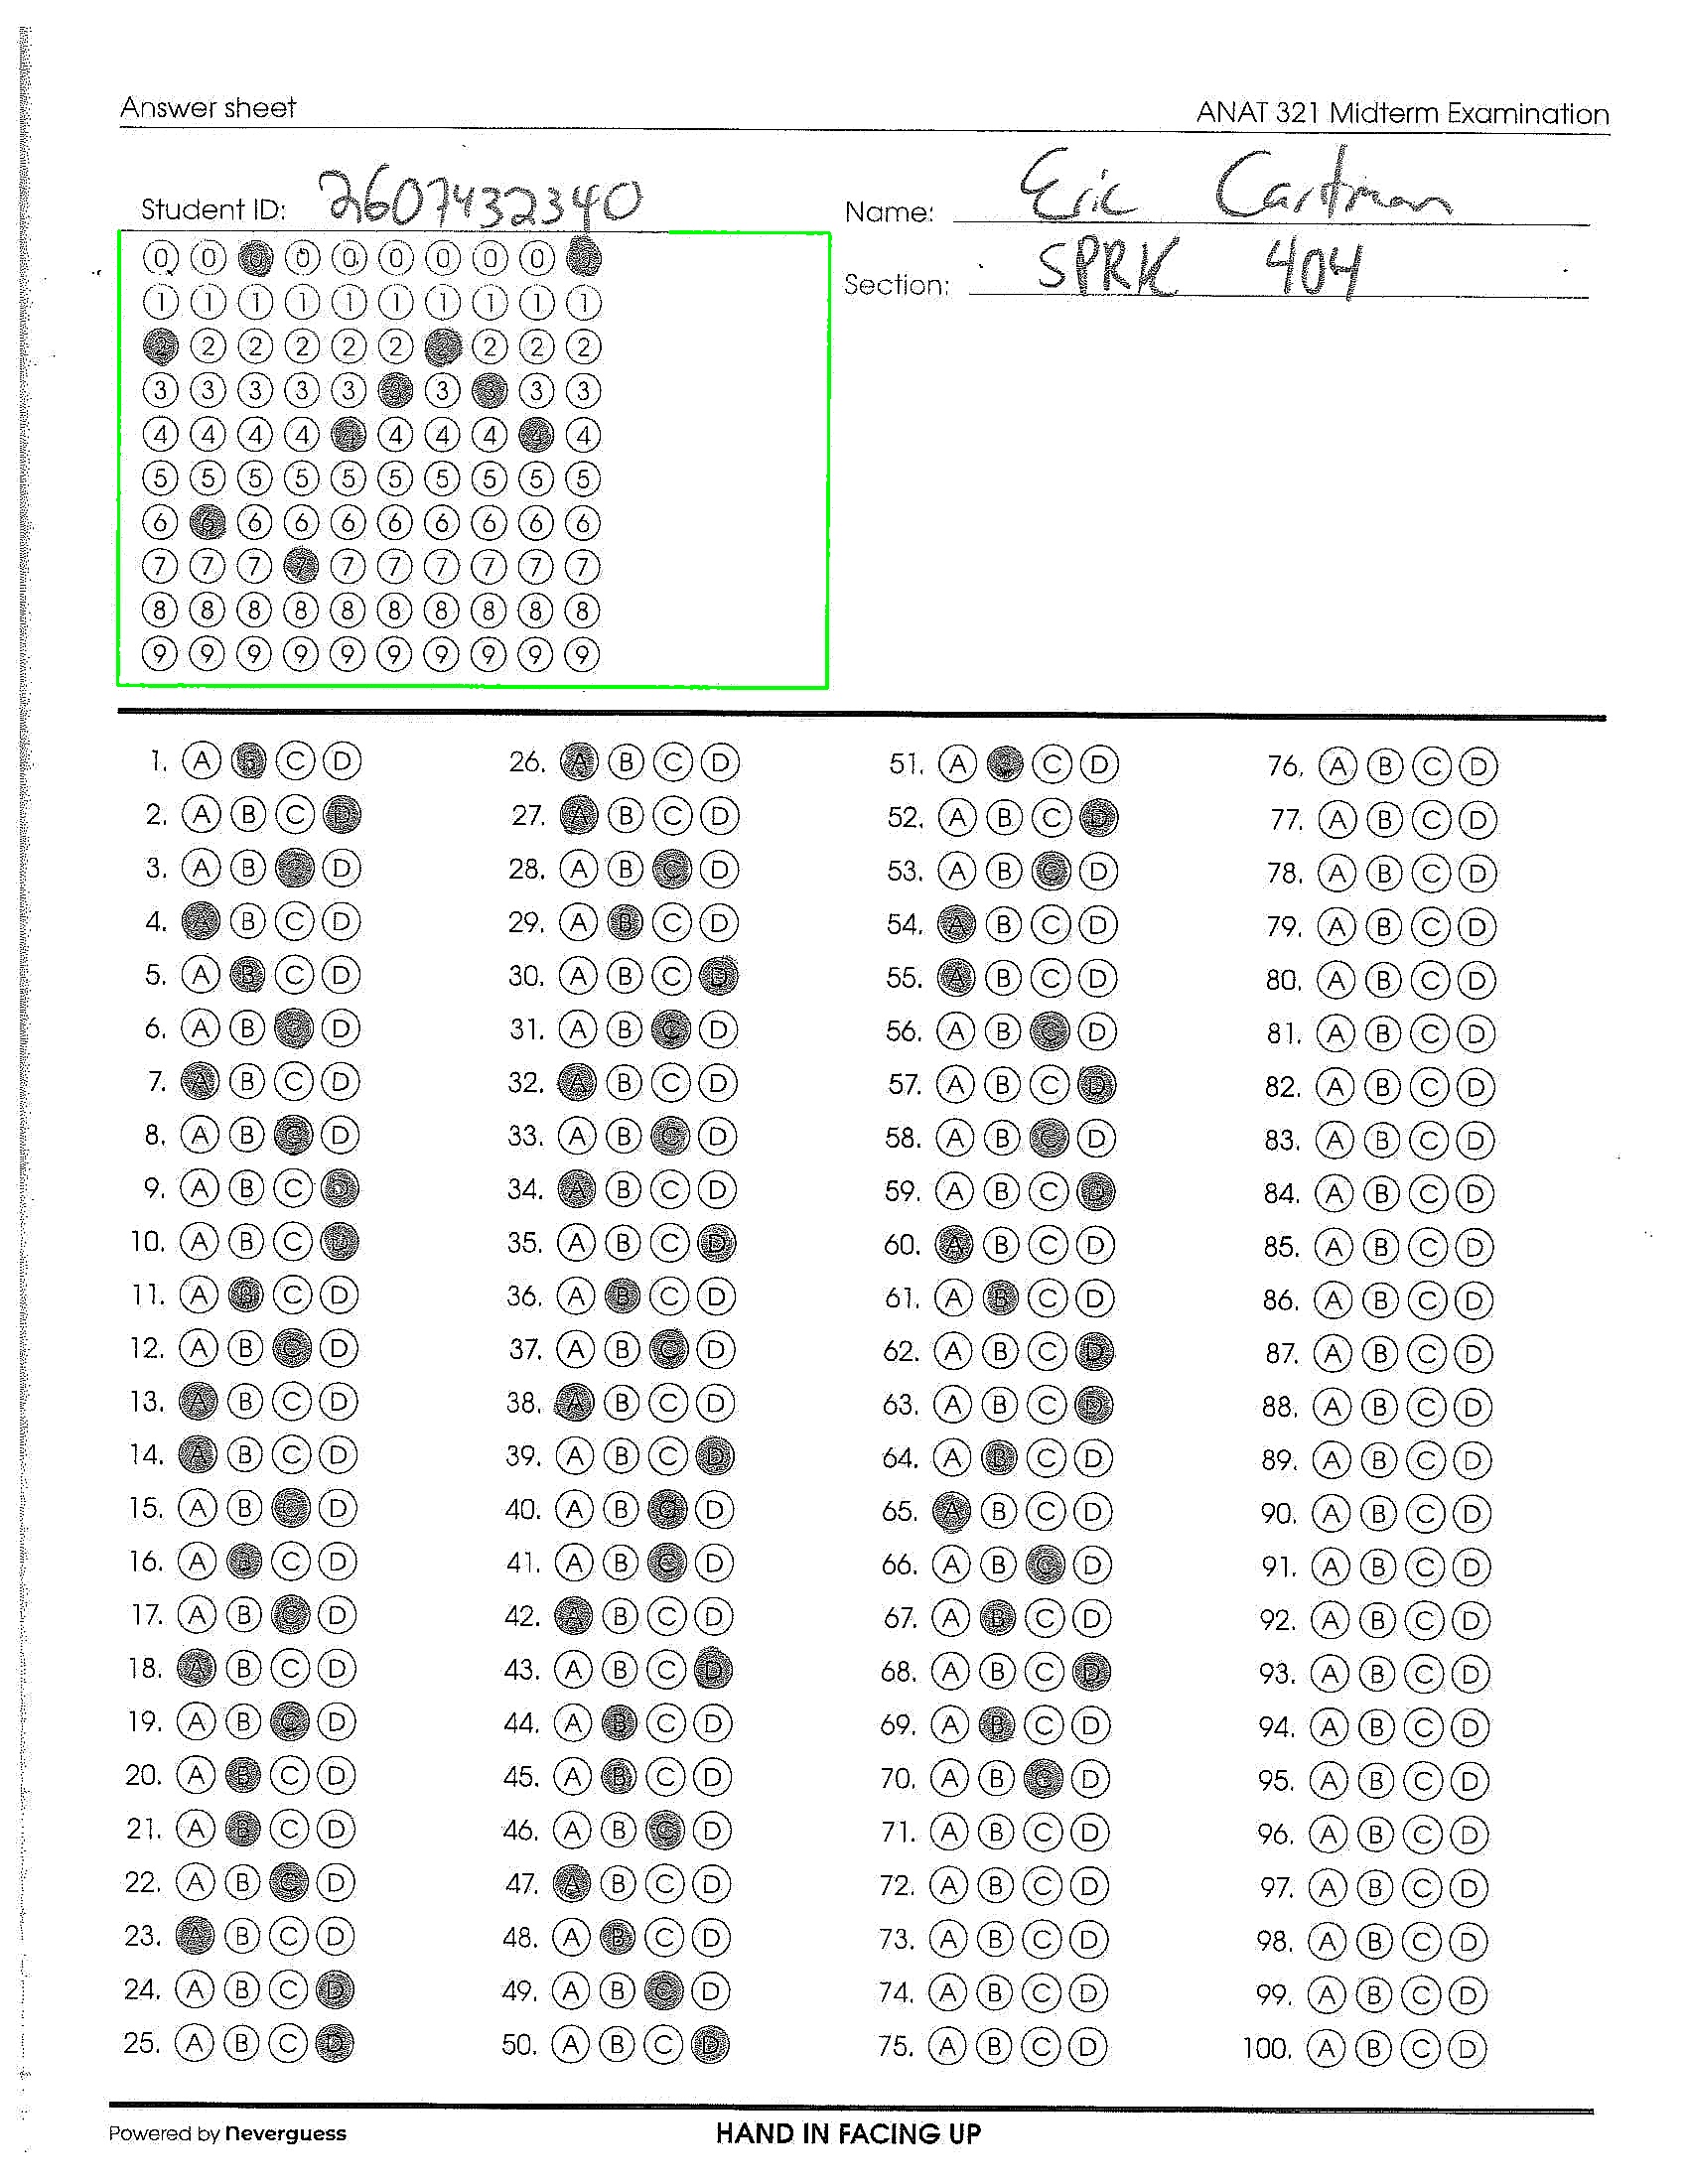 Answer sheet ANAT 321 Midterm Examination
Student ID: 2607432340 Name: Eric Cartman
Section: SPRK 404
0 0 0 0 0 0 0 0 0 0
1 1 1 1 1 1 1 1 1 1
2 2 2 2 2 2 2 2 2 2
3 3 3 3 3 3 3 3 3 3
4 4 4 4 4 4 4 4 4 4
5 5 5 5 5 5 5 5 5 5
6 6 6 6 6 6 6 6 6 6
7 7 7 7 7 7 7 7 7 7
8 8 8 8 8 8 8 8 8 8
9 9 9 9 9 9 9 9 9 9
1. A B C D
2. A B C D
3. A B C D
4. A B C D
5. A B C D
6. A B C D
7. A B C D
8. A B C D
9. A B C D
10. A B C D
11. A B C D
12. A B C D
13. A B C D
14. A B C D
15. A B C D
16. A B C D
17. A B C D
18. A B C D
19. A B C D
20. A B C D
21. A B C D
22. A B C D
23. A B C D
24. A B C D
25. A B C D
26. A B C D
27. A B C D
28. A B C D
29. A B C D
30. A B C D
31. A B C D
32. A B C D
33. A B C D
34. A B C D
35. A B C D
36. A B C D
37. A B C D
38. A B C D
39. A B C D
40. A B C D
41. A B C D
42. A B C D
43. A B C D
44. A B C D
45. A B C D
46. A B C D
47. A B C D
48. A B C D
49. A B C D
50. A B C D
51. A B C D
52. A B C D
53. A B C D
54. A B C D
55. A B C D
56. A B C D
57. A B C D
58. A B C D
59. A B C D
60. A B C D
61. A B C D
62. A B C D
63. A B C D
64. A B C D
65. A B C D
66. A B C D
67. A B C D
68. A B C D
69. A B C D
70. A B C D
71. A B C D
72. A B C D
73. A B C D
74. A B C D
75. A B C D
76. A B C D
77. A B C D
78. A B C D
79. A B C D
80. A B C D
81. A B C D
82. A B C D
83. A B C D
84. A B C D
85. A B C D
86. A B C D
87. A B C D
88. A B C D
89. A B C D
90. A B C D
91. A B C D
92. A B C D
93. A B C D
94. A B C D
95. A B C D
96. A B C D
97. A B C D
98. A B C D
99. A B C D
100. A B C D
Powered by neverguess HAND IN FACING UP